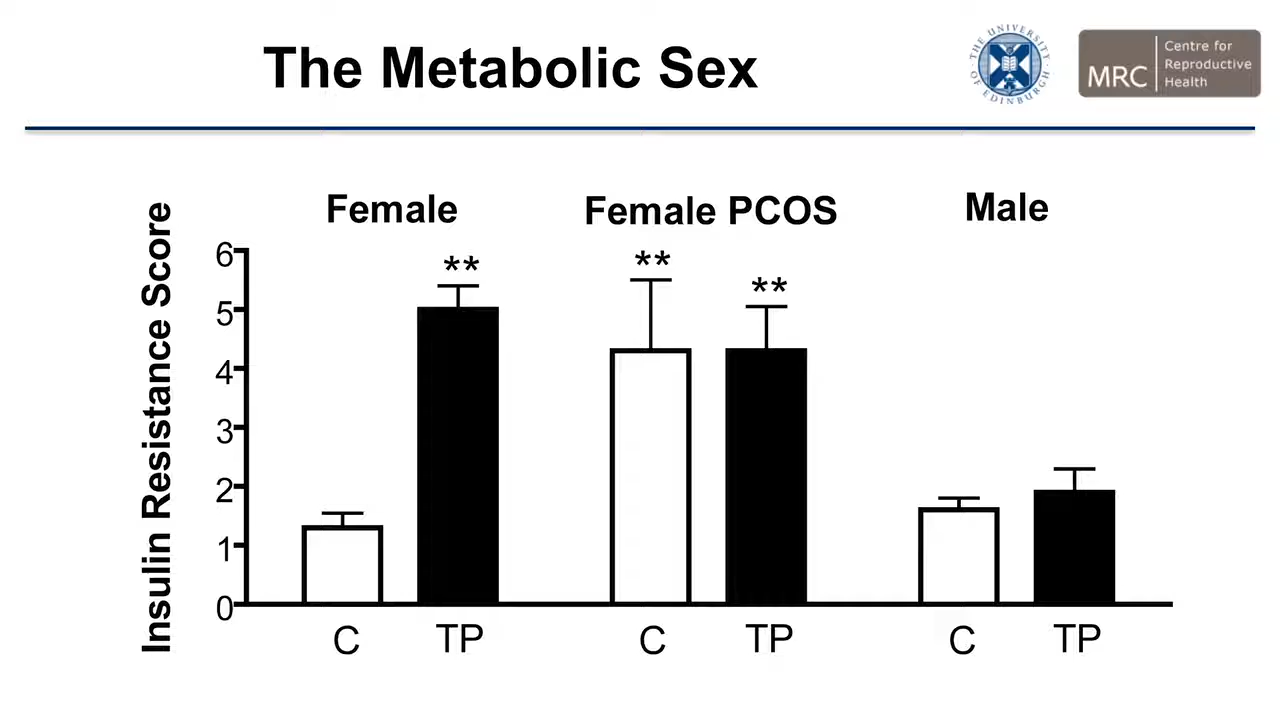 The Metabolic Sex
THE UNIVERSITY OF EDINBURGH
MRC
Centre for
Reproductive
Health
Insulin Resistance Score
Female
Female PCOS
Male
6
5
4
3
2
1
0
**
**
**
C
TP
C
TP
C
TP